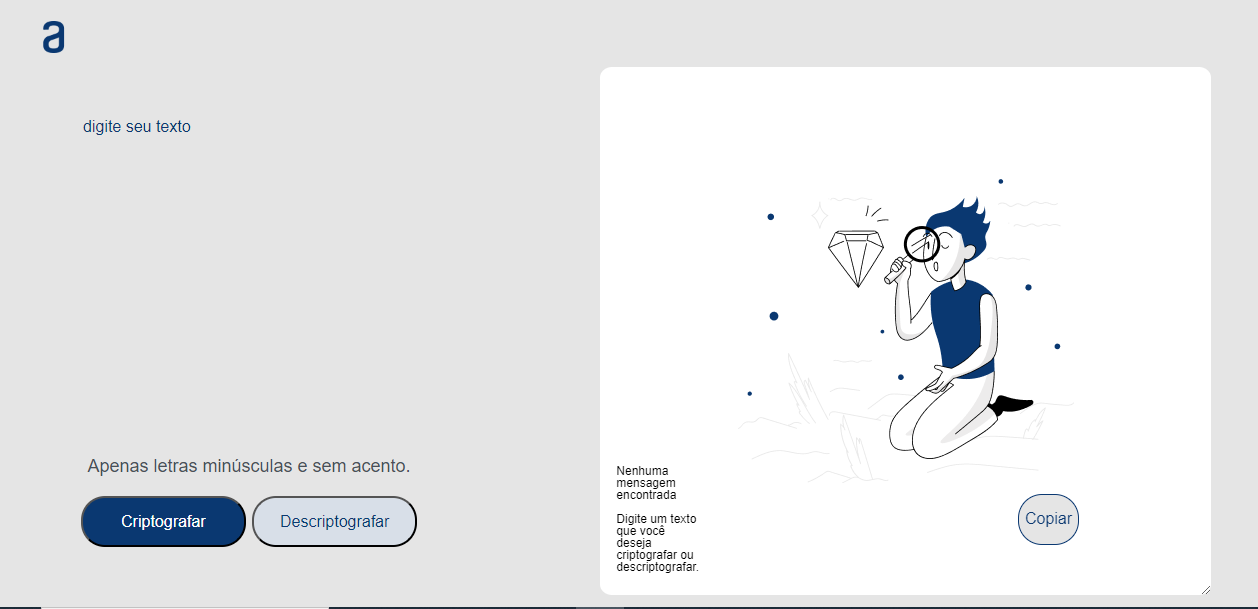 a
digite seu texto
Apenas letras minúsculas e sem acento.
Criptografar
Descriptografar
Nenhuma
mensagem
encontrada
Digite um texto
que você
deseja
criptografar ou
descriptografar.
Copiar